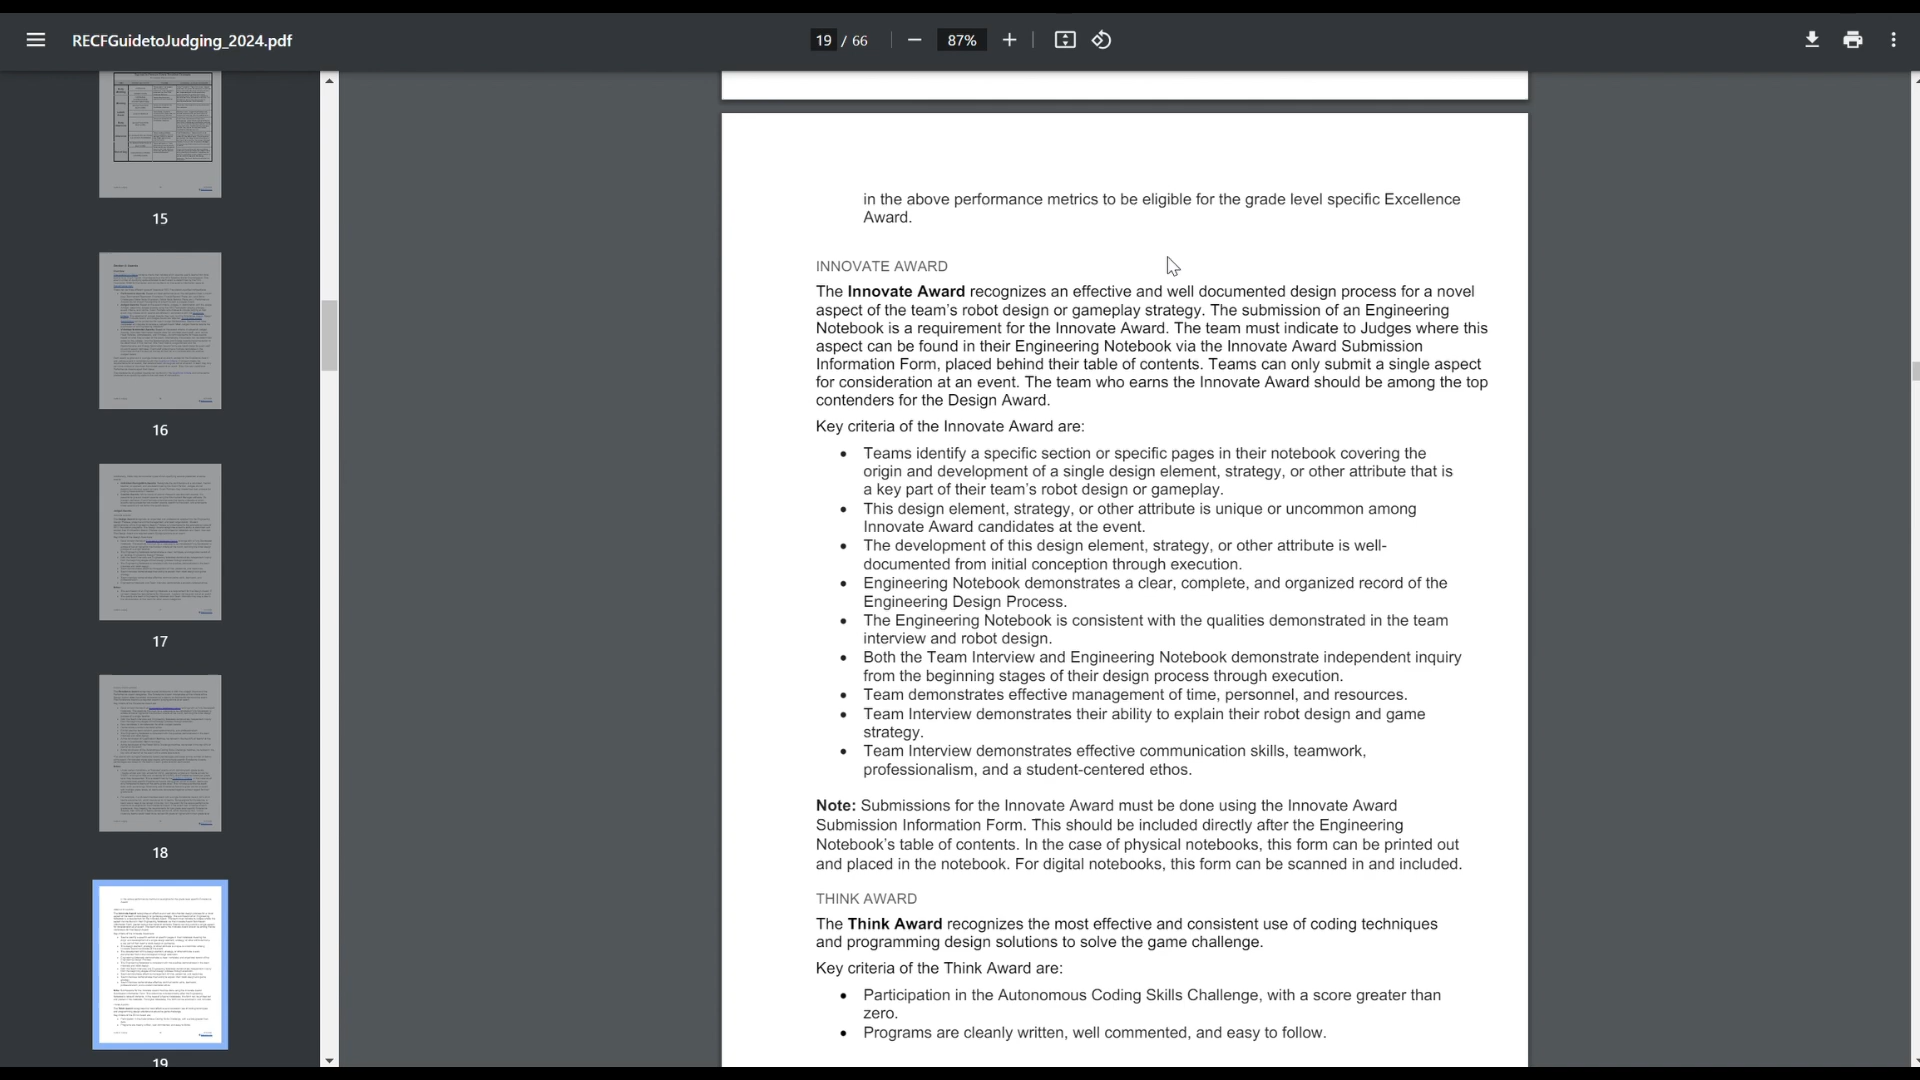 RECFGuidetoJudging_2024.pdf
19 / 66
87%
15
16
17
18
19
in the above performance metrics to be eligible for the grade level specific Excellence
Award.
INNOVATE AWARD
The Innovate Award recognizes an effective and well documented design process for a novel
aspect of the team's robot design or gameplay strategy. The submission of an Engineering
Notebook is a requirement for the Innovate Award. The team must indicate to Judges where this
aspect can be found in their Engineering Notebook via the Innovate Award Submission
Information Form, placed behind their table of contents. Teams can only submit a single aspect
for consideration at an event. The team who earns the Innovate Award should be among the top
contenders for the Design Award.
Key criteria of the Innovate Award are:
• Teams identify a specific section or specific pages in their notebook covering the
origin and development of a single design element, strategy, or other attribute that is
a key part of their team's robot design or gameplay.
• This design element, strategy, or other attribute is unique or uncommon among
Innovate Award candidates at the event.
• The development of this design element, strategy, or other attribute is well-
documented from initial conception through execution.
• Engineering Notebook demonstrates a clear, complete, and organized record of the
Engineering Design Process.
• The Engineering Notebook is consistent with the qualities demonstrated in the team
interview and robot design.
• Both the Team Interview and Engineering Notebook demonstrate independent inquiry
from the beginning stages of their design process through execution.
• Team demonstrates effective management of time, personnel, and resources.
• Team Interview demonstrates their ability to explain their robot design and game
strategy.
• Team Interview demonstrates effective communication skills, teamwork,
professionalism, and a student-centered ethos.
Note: Submissions for the Innovate Award must be done using the Innovate Award
Submission Information Form. This should be included directly after the Engineering
Notebook's table of contents. In the case of physical notebooks, this form can be printed out
and placed in the notebook. For digital notebooks, this form can be scanned in and included.
THINK AWARD
The Think Award recognizes the most effective and consistent use of coding techniques
and programming design solutions to solve the game challenge.
Key criteria of the Think Award are:
• Participation in the Autonomous Coding Skills Challenge, with a score greater than
zero.
• Programs are cleanly written, well commented, and easy to follow.